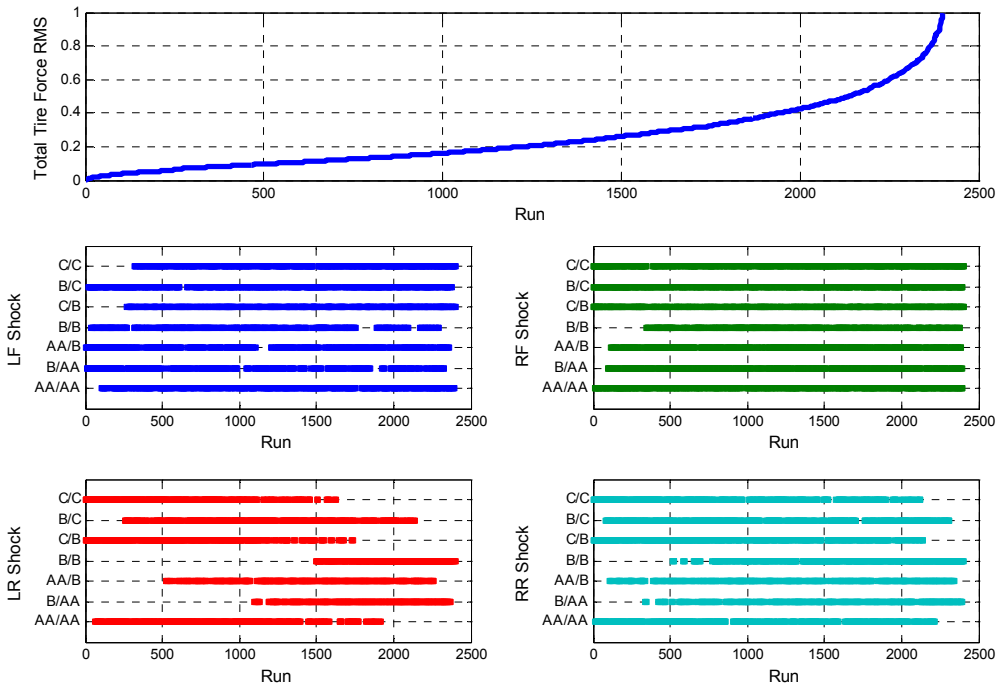 Total Tire Force RMS
1
0.8
0.6
0.4
0.2
0
0 500 1000 1500 2000 2500
Run
LF Shock
C/C
B/C
C/B
B/B
AA/B
B/AA
AA/AA
0 500 1000 1500 2000 2500
Run
RF Shock
C/C
B/C
C/B
B/B
AA/B
B/AA
AA/AA
0 500 1000 1500 2000 2500
Run
LR Shock
C/C
B/C
C/B
B/B
AA/B
B/AA
AA/AA
0 500 1000 1500 2000 2500
Run
RR Shock
C/C
B/C
C/B
B/B
AA/B
B/AA
AA/AA
0 500 1000 1500 2000 2500
Run